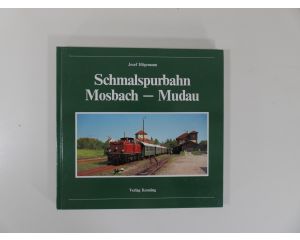 Josef Högemann
Schmalspurbahn
Mosbach — Mudau
Verlag Kenning